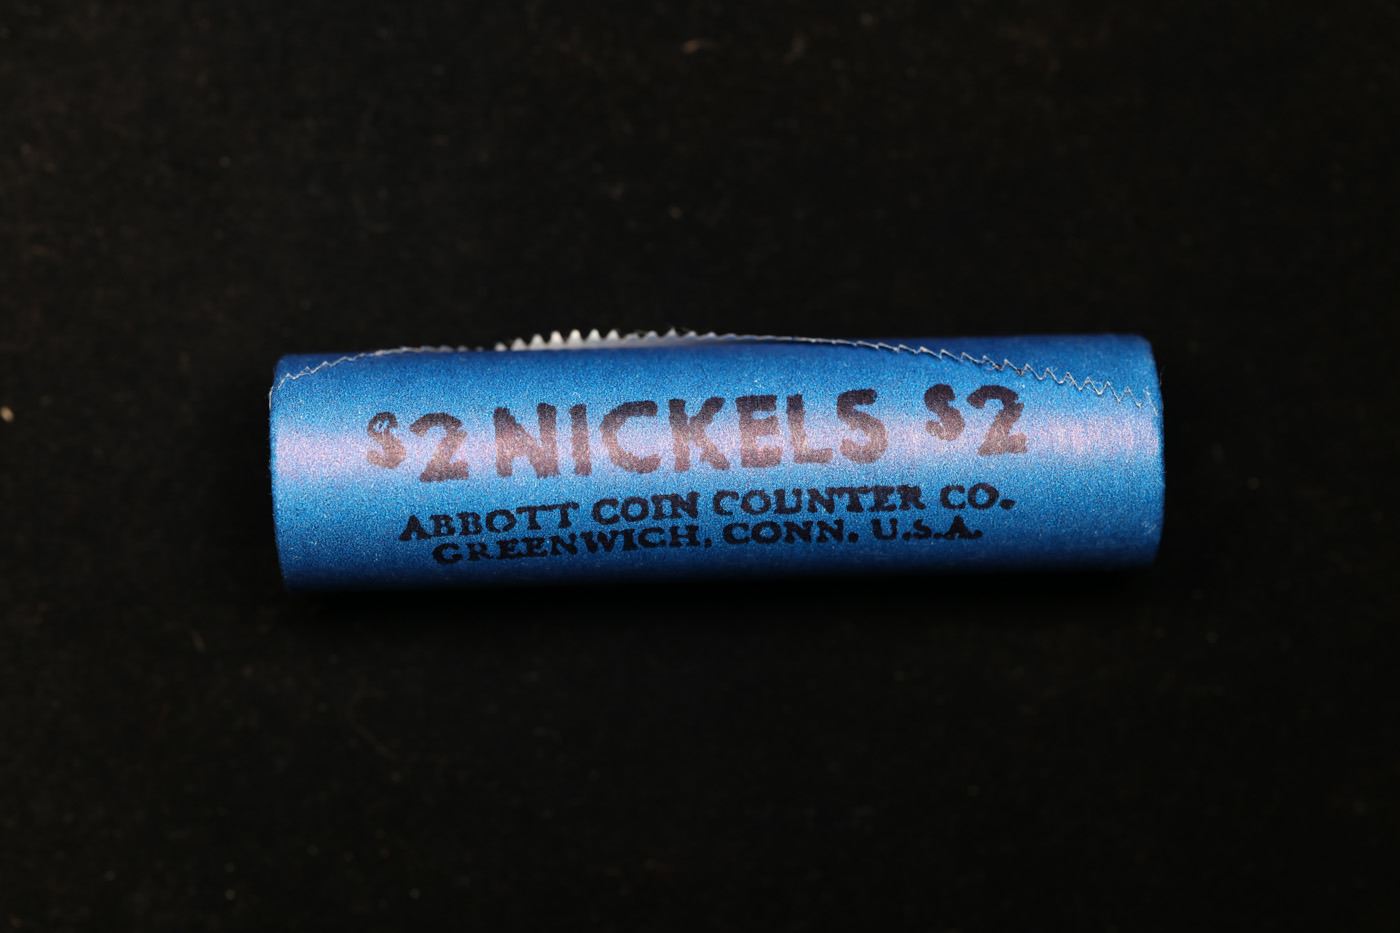 $2 NICKELS $2
ABBOTT COIN COUNTER CO.
GREENWICH, CONN. U.S.A.